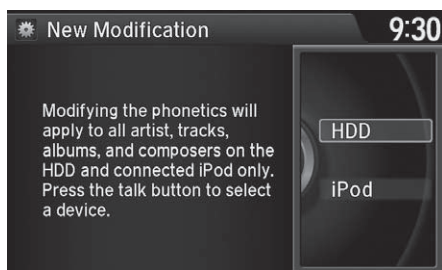 New Modification
9:30
Modifying the phonetics will
apply to all artist, tracks,
albums, and composers on the
HDD and connected iPod only.
Press the talk button to select
a device.
HDD
iPod